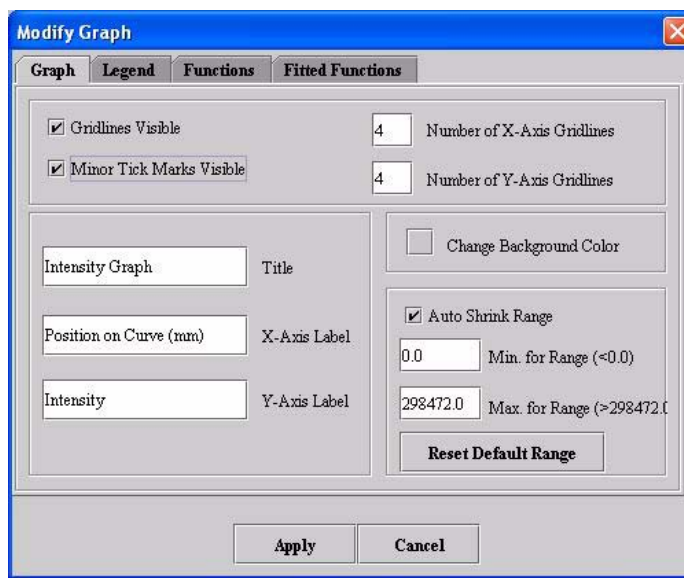 Modify Graph
Graph Legend Functions Fitted Functions
Gridlines Visible
4 Number of X-Axis Gridlines
Minor Tick Marks Visible
4 Number of Y-Axis Gridlines
Intensity Graph Title
Position on Curve (mm) X-Axis Label
Intensity Y-Axis Label
Change Background Color
Auto Shrink Range
0.0 Min. for Range (<0.0)
298472.0 Max. for Range (>298472.0
Reset Default Range
Apply Cancel